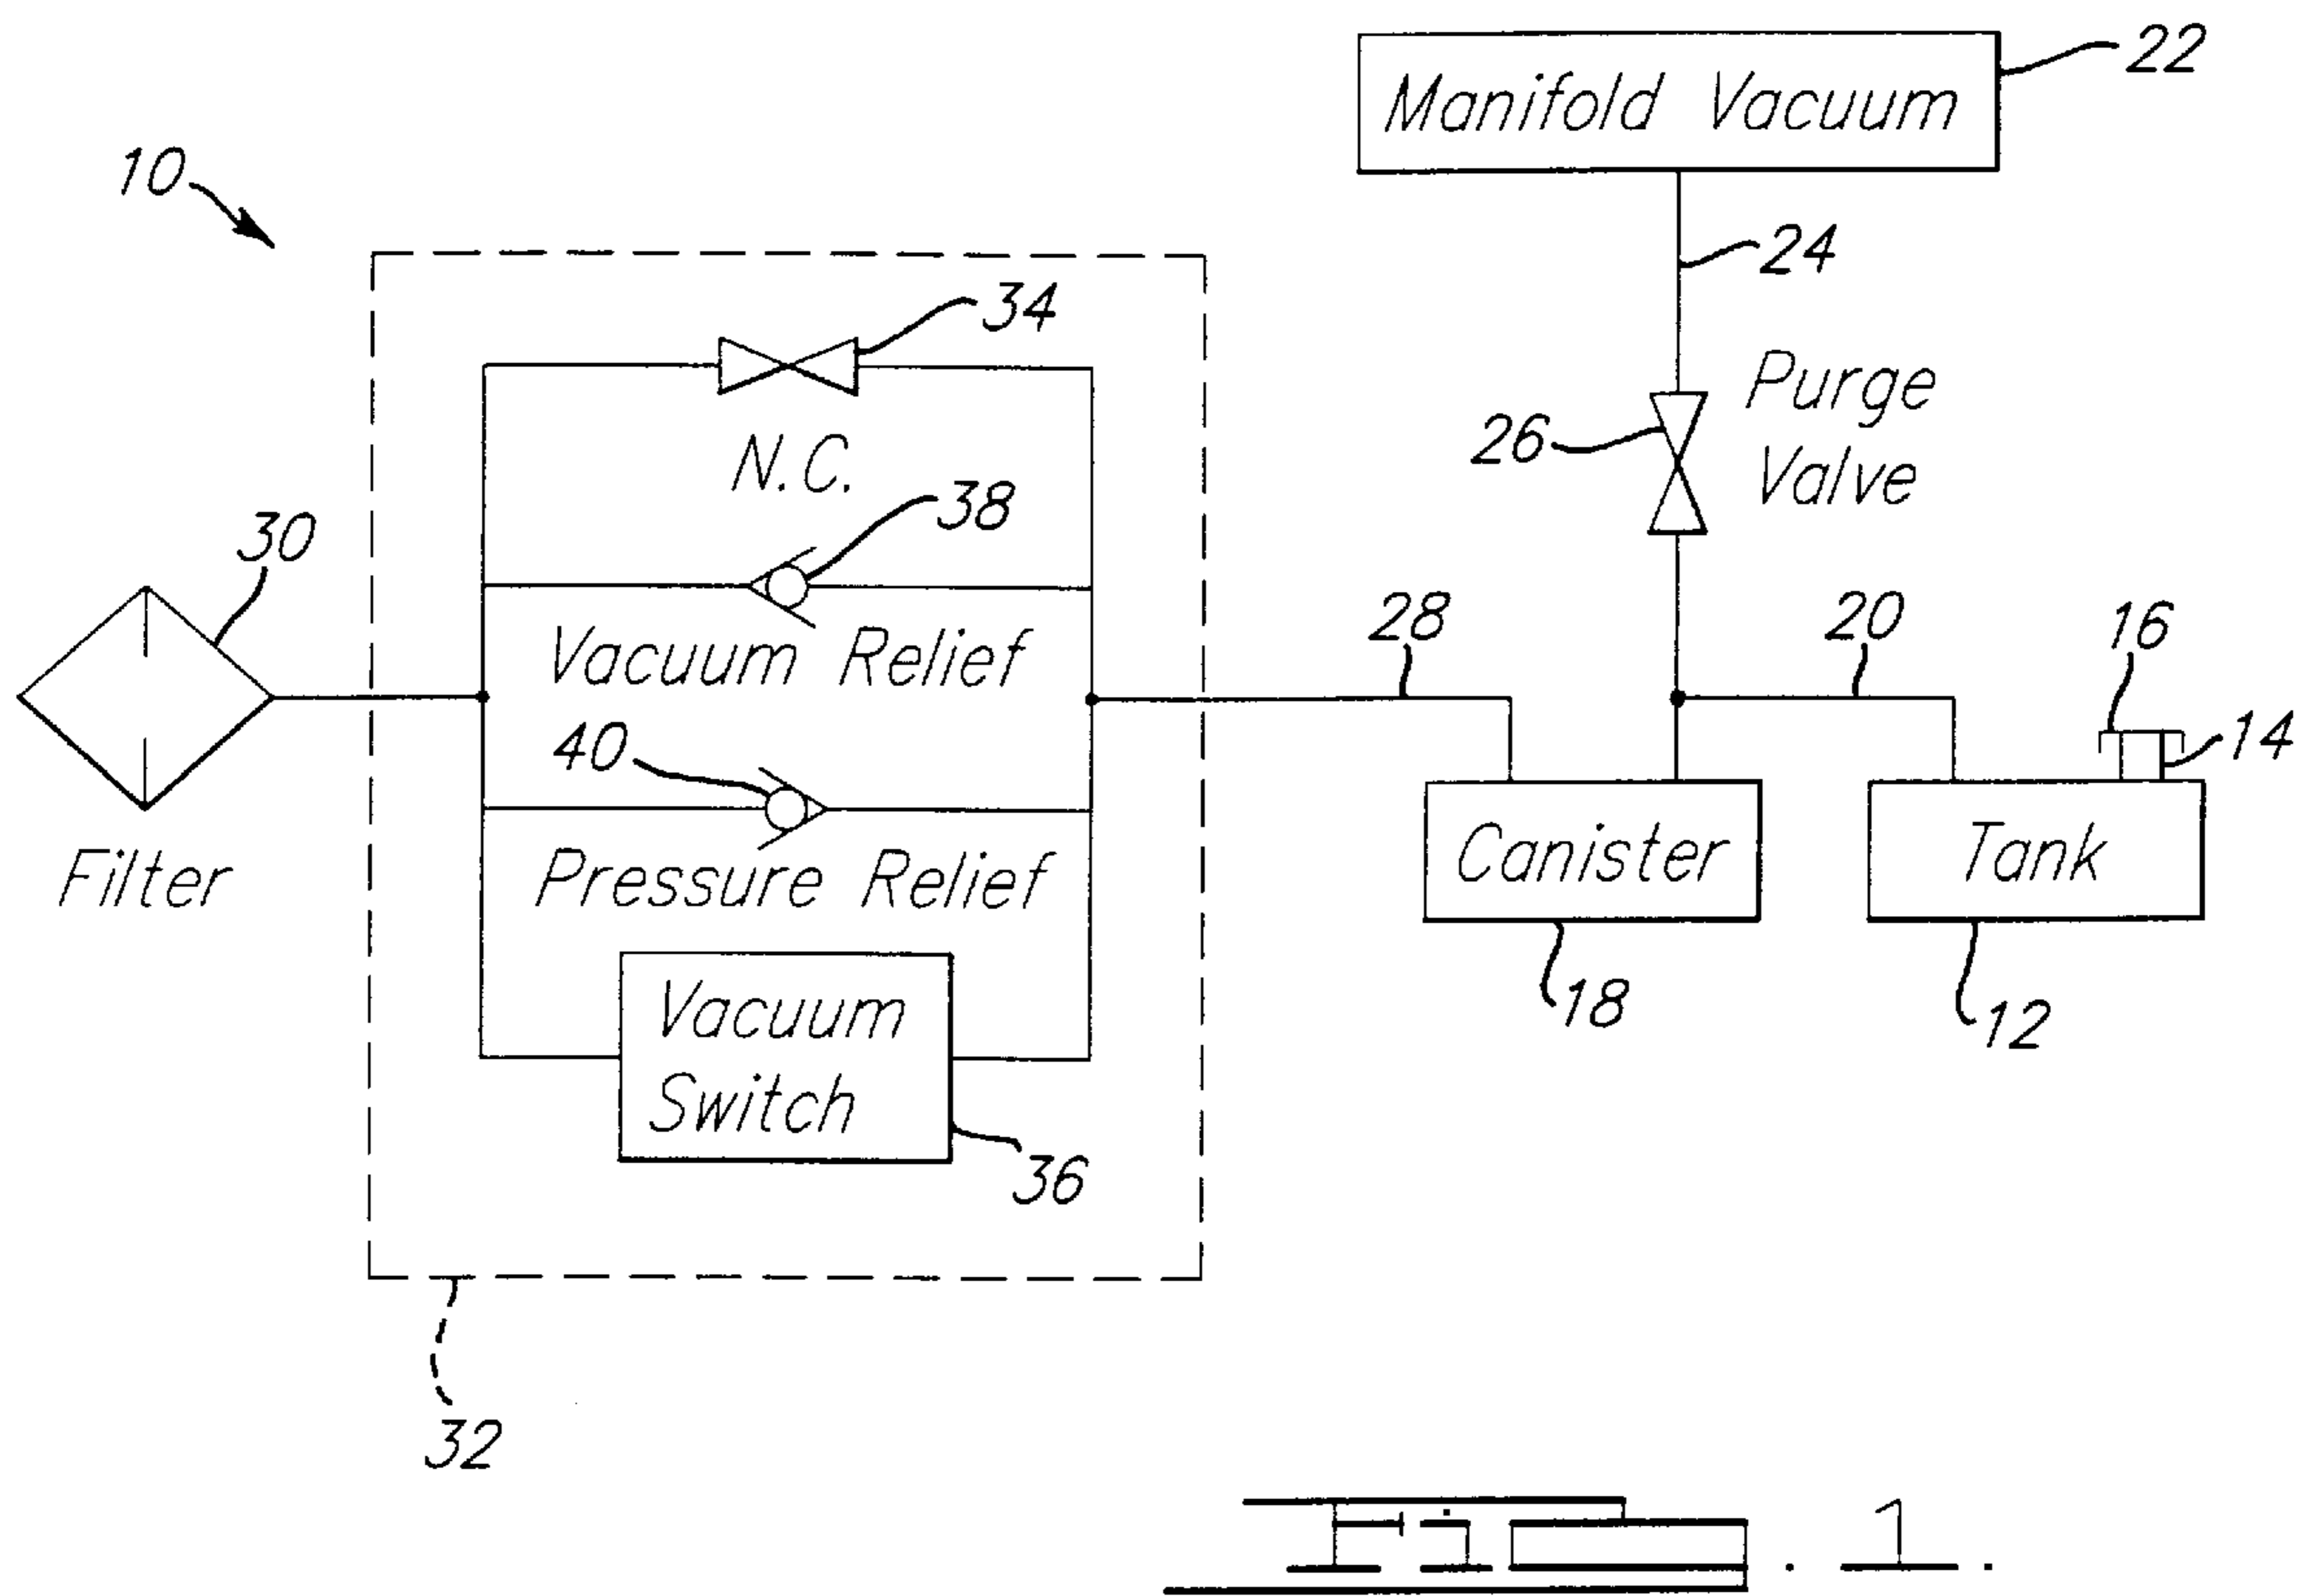 22
Manifold Vacuum
10
24
34
Purge
Valve
26
N.C.
38
30
28
20
16
Vacuum Relief
40
14
Filter
Pressure Relief
Canister
Tank
Vacuum
Switch
18
12
36
32
Fig. 1.